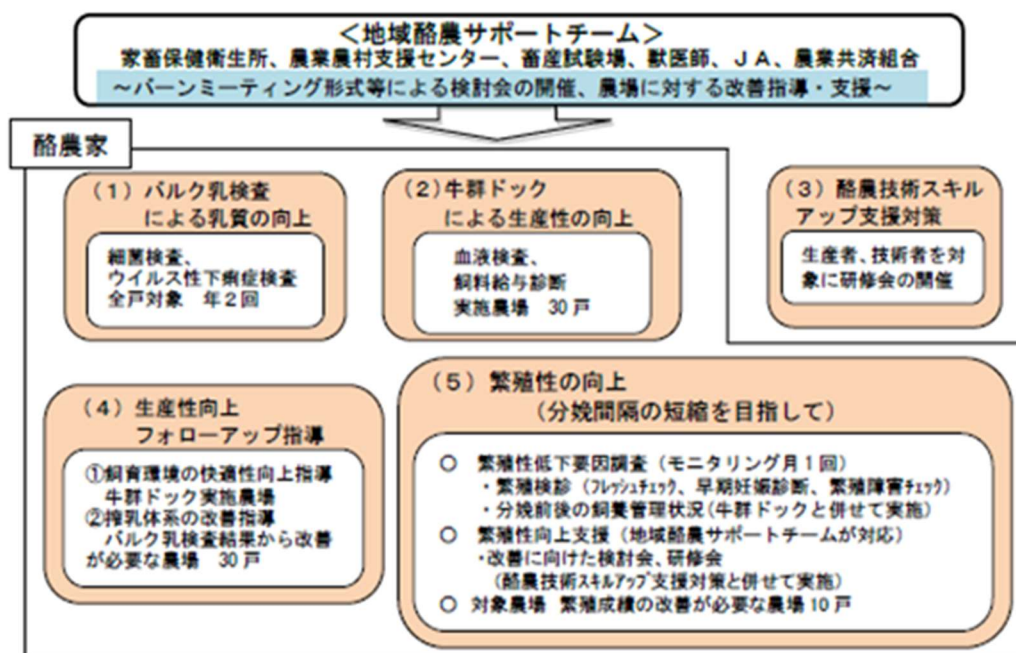 ＜地域酪農サポートチーム＞
家畜保健衛生所、農業農村支援センター、畜産試験場、獣医師、ＪＡ、農業共済組合
～バーンミーティング形式等による検討会の開催、農場に対する改善指導・支援～
酪農家
（１）バルク乳検査
による乳質の向上
細菌検査、
ウイルス性下痢症検査
全戸対象　年２回
（２）牛群ドック
による生産性の向上
血液検査、
飼料給与診断
実施農場　30戸
（３）酪農技術スキル
アップ支援対策
生産者、技術者を対
象に研修会の開催
（４）生産性向上
フォローアップ指導
①飼育環境の快適性向上指導
牛群ドック実施農場
②搾乳体系の改善指導
バルク乳検査結果から改善
が必要な農場　30戸
（５）繁殖性の向上
（分娩間隔の短縮を目指して）
○　繁殖性低下要因調査（モニタリング月１回）
・繁殖検診（ﾌﾚｯｼｭﾁｪｯｸ、早期妊娠診断、繁殖障害ﾁｪｯｸ）
・分娩前後の飼養管理状況（牛群ドックと併せて実施）
○　繁殖性向上支援（地域酪農サポートチームが対応）
・改善に向けた検討会、研修会
（酪農技術ｽｷﾙｱｯﾌﾟ支援対策と併せて実施）
○　対象農場　繁殖成績の改善が必要な農場10戸